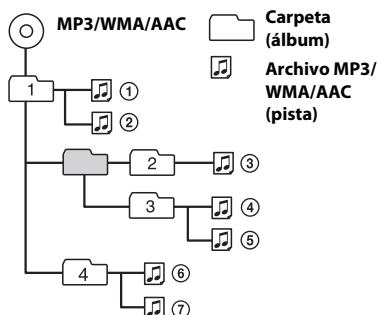 MP3/WMA/AAC
Carpeta
(álbum)
Archivo MP3/
WMA/AAC
(pista)
1
①
②
2
③
3
④
⑤
4
⑥
⑦